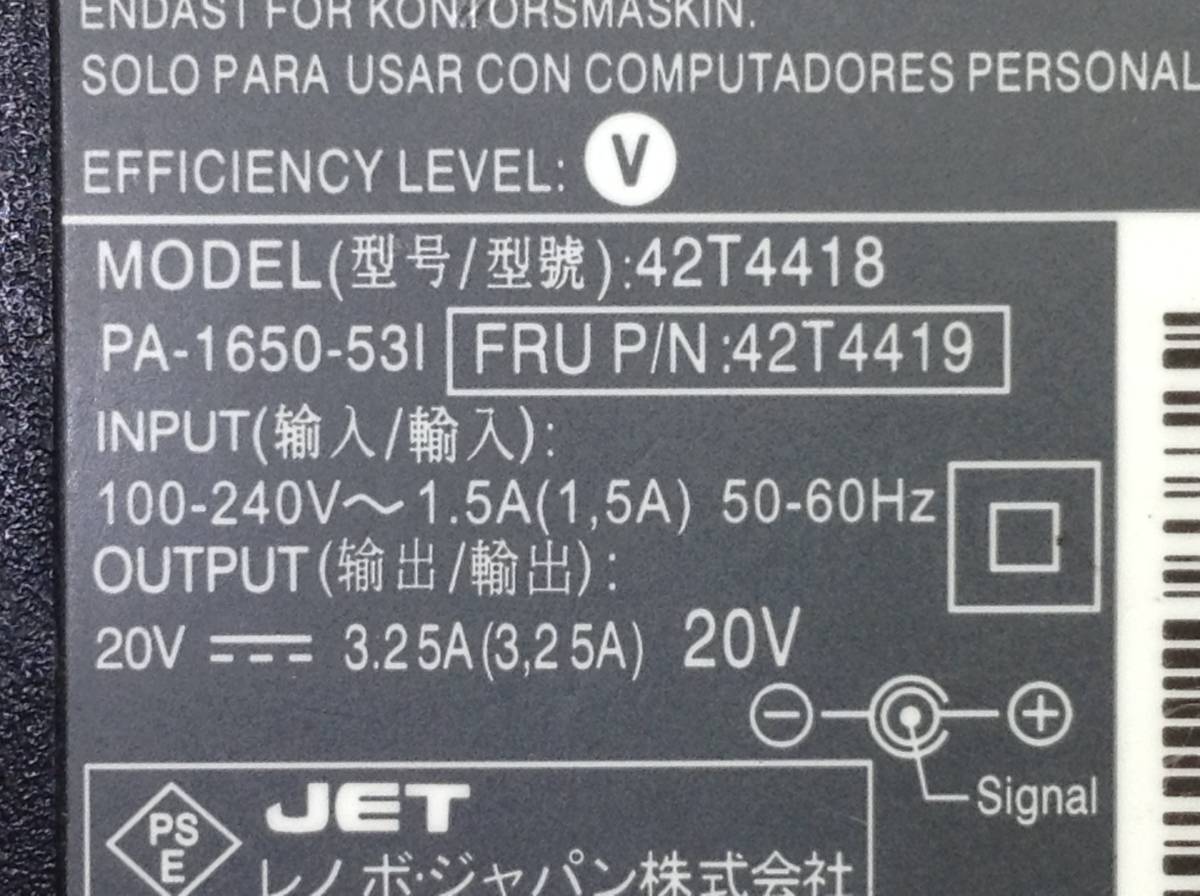 ENDAST FÖR KONTORSMASKIN.
SOLO PARA USAR CON COMPUTADORES PERSONAL
EFFICIENCY LEVEL: V
MODEL(型号/型號):42T4418
PA-1650-53I FRU P/N:42T4419
INPUT(输入/輸入):
100-240V～1.5A(1,5A) 50-60Hz
OUTPUT(输出/輸出):
20V ⎓ 3.25A(3,25A) 20V
Signal
PS
E
JET
レノボ・ジャパン株式会社